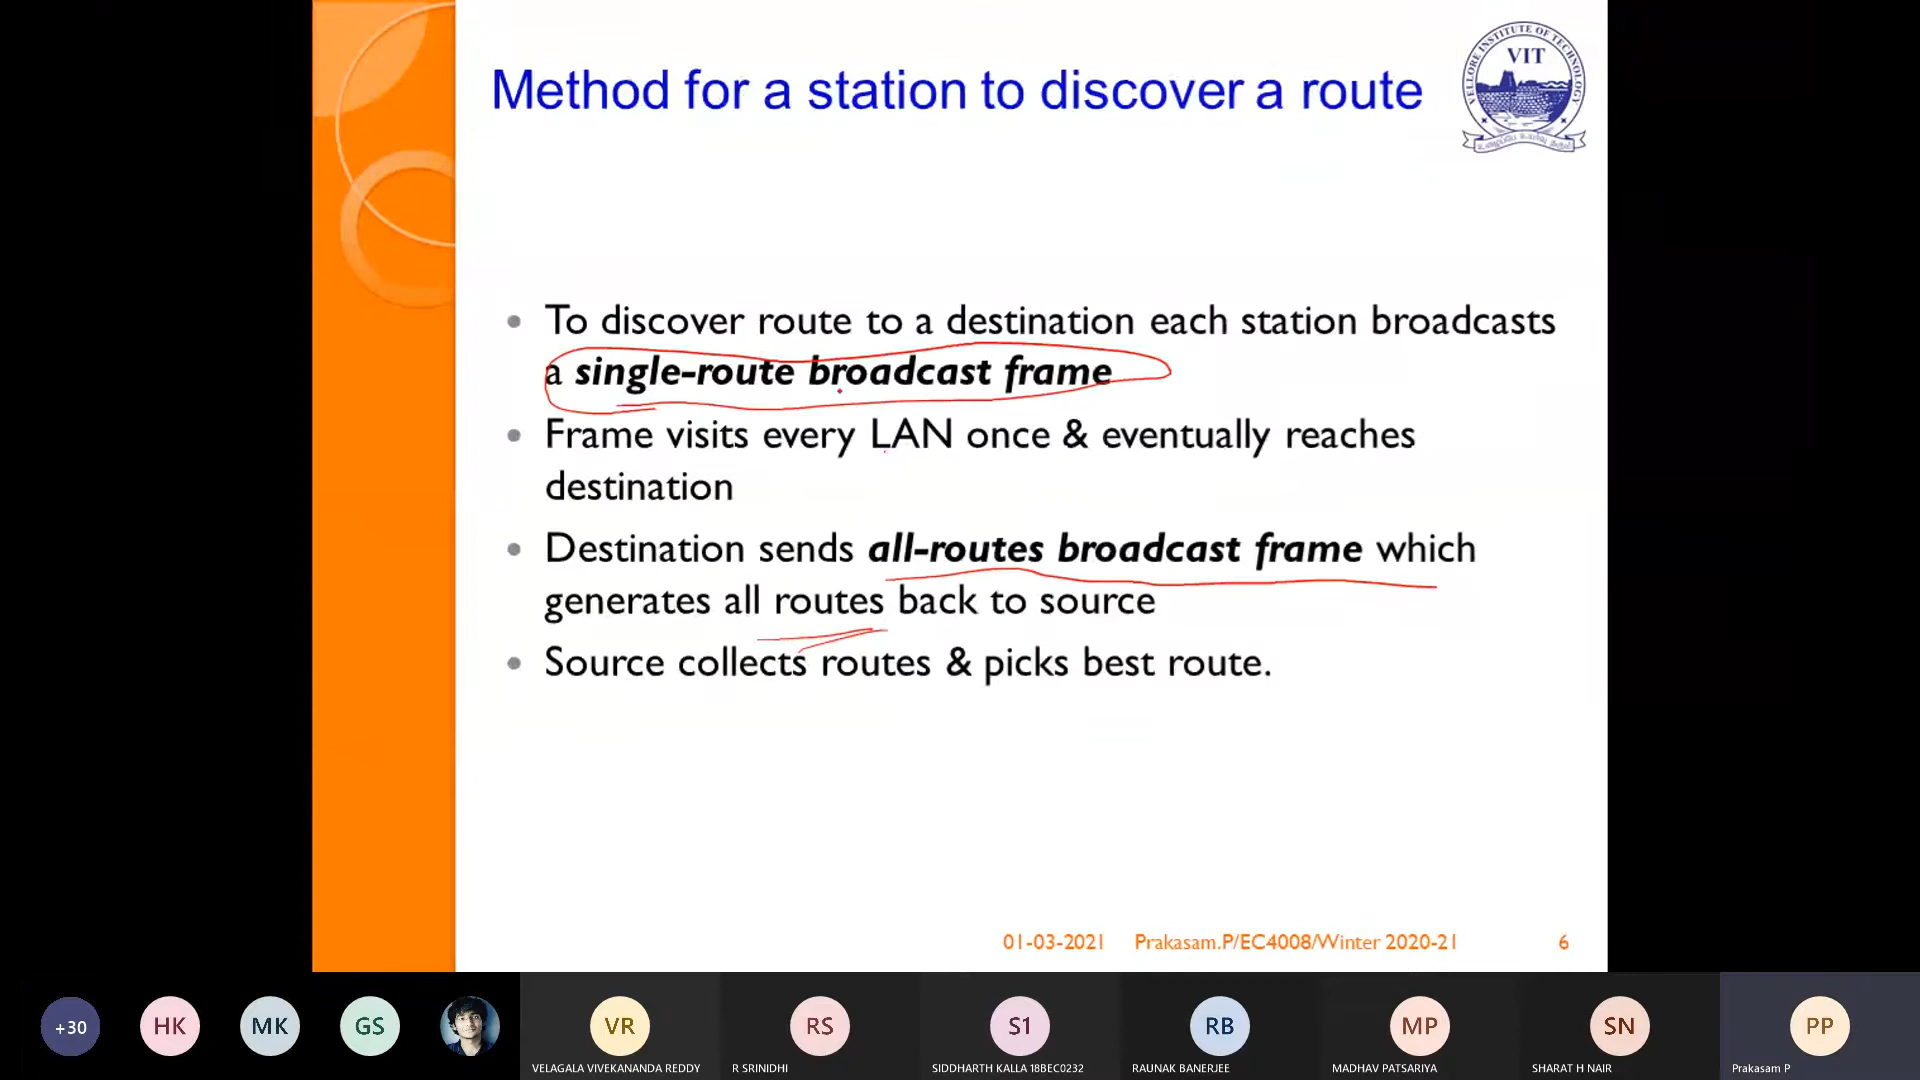 Method for a station to discover a route
VELLORE INSTITUTE OF TECHNOLOGY
VIT
• To discover route to a destination each station broadcasts
a single-route broadcast frame
• Frame visits every LAN once & eventually reaches
destination
• Destination sends all-routes broadcast frame which
generates all routes back to source
• Source collects routes & picks best route.
01-03-2021 Prakasam.P/EC4008/Winter 2020-21 6
+30 HK MK GS VR RS S1 RB MP SN PP
VELAGALA VIVEKANANDA REDDY R SRINIDHI SIDDHARTH KALLA 18BEC0232 RAUNAK BANERJEE MADHAV PATSARIYA SHARAT H NAIR Prakasam P